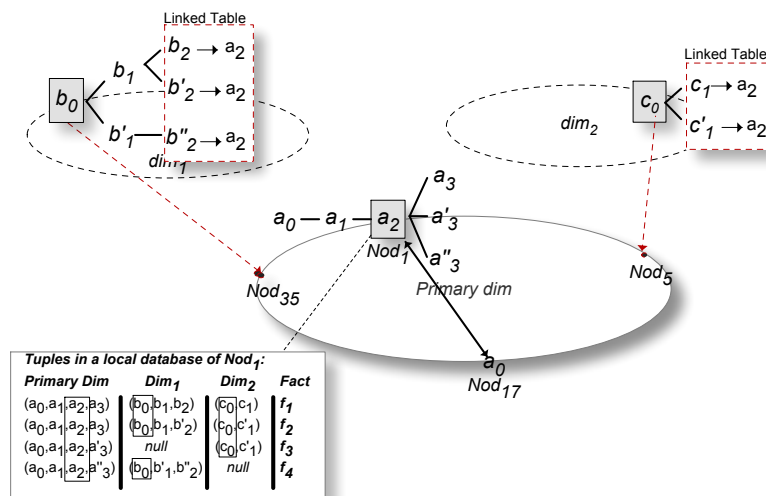 Linked Table
b₂ → a₂
b₁
b₀
b'₂ → a₂
b'₁
b''₂ → a₂
dim₁
Linked Table
c₀
c₁ → a₂
c'₁ → a₂
dim₂
a₃
a₀ — a₁ — a₂
a'₃
a''₃
Nod₁
Nod₃₅
Nod₅
Primary dim
a₀
Nod₁₇
Tuples in a local database of Nod₁:
Primary Dim Dim₁ Dim₂ Fact
(a₀,a₁,a₂,a₃) (b₀,b₁,b₂) (c₀,c₁) f₁
(a₀,a₁,a₂,a₃) (b₀,b₁,b'₂) (c₀,c'₁) f₂
(a₀,a₁,a₂,a'₃) null (c₀,c'₁) f₃
(a₀,a₁,a₂,a''₃) (b₀,b'₁,b''₂) null f₄